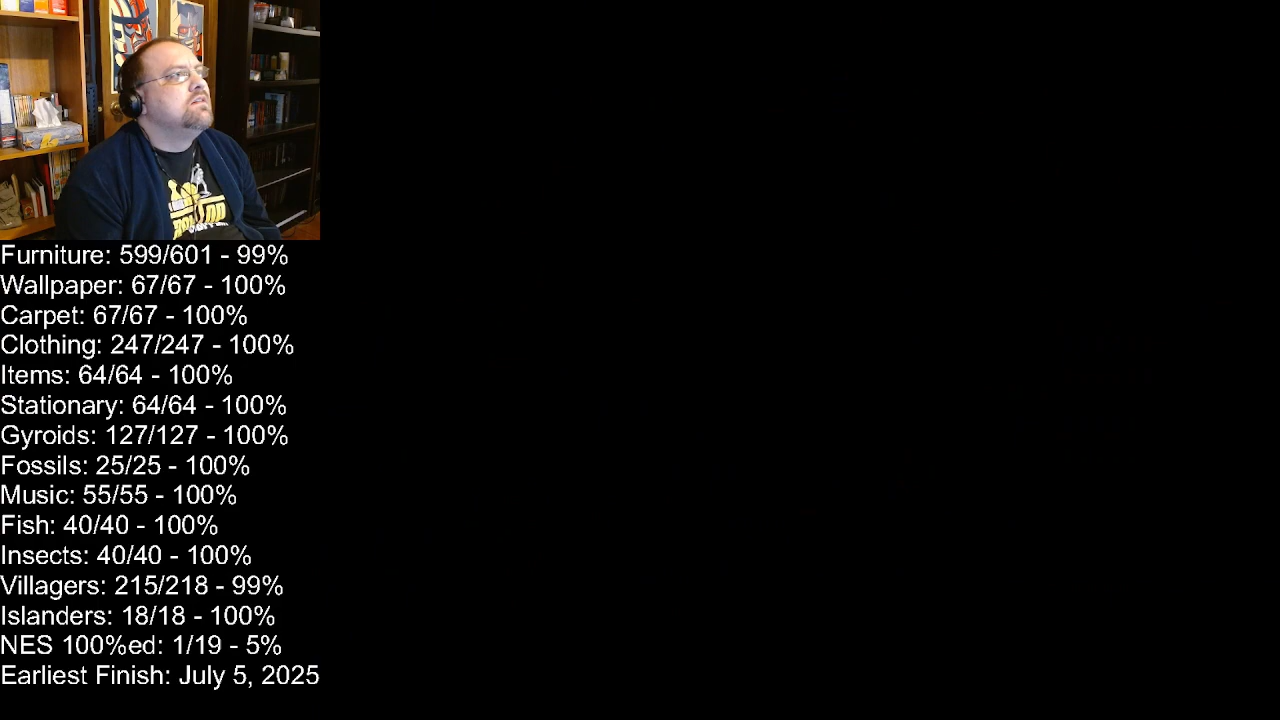 Furniture: 599/601 - 99%
Wallpaper: 67/67 - 100%
Carpet: 67/67 - 100%
Clothing: 247/247 - 100%
Items: 64/64 - 100%
Stationary: 64/64 - 100%
Gyroids: 127/127 - 100%
Fossils: 25/25 - 100%
Music: 55/55 - 100%
Fish: 40/40 - 100%
Insects: 40/40 - 100%
Villagers: 215/218 - 99%
Islanders: 18/18 - 100%
NES 100%ed: 1/19 - 5%
Earliest Finish: July 5, 2025